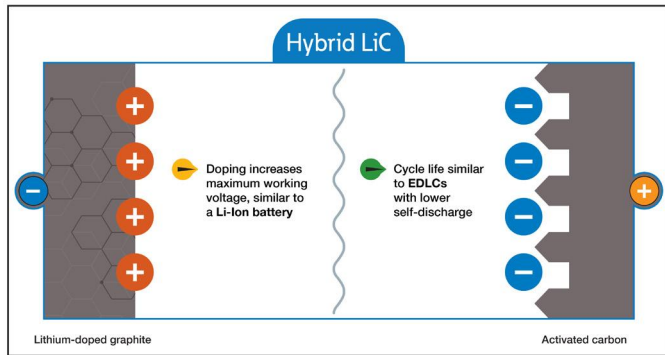 Hybrid LiC
Doping increases
maximum working
voltage, similar to
a Li-Ion battery
Cycle life similar
to EDLCs
with lower
self-discharge
Lithium-doped graphite
Activated carbon